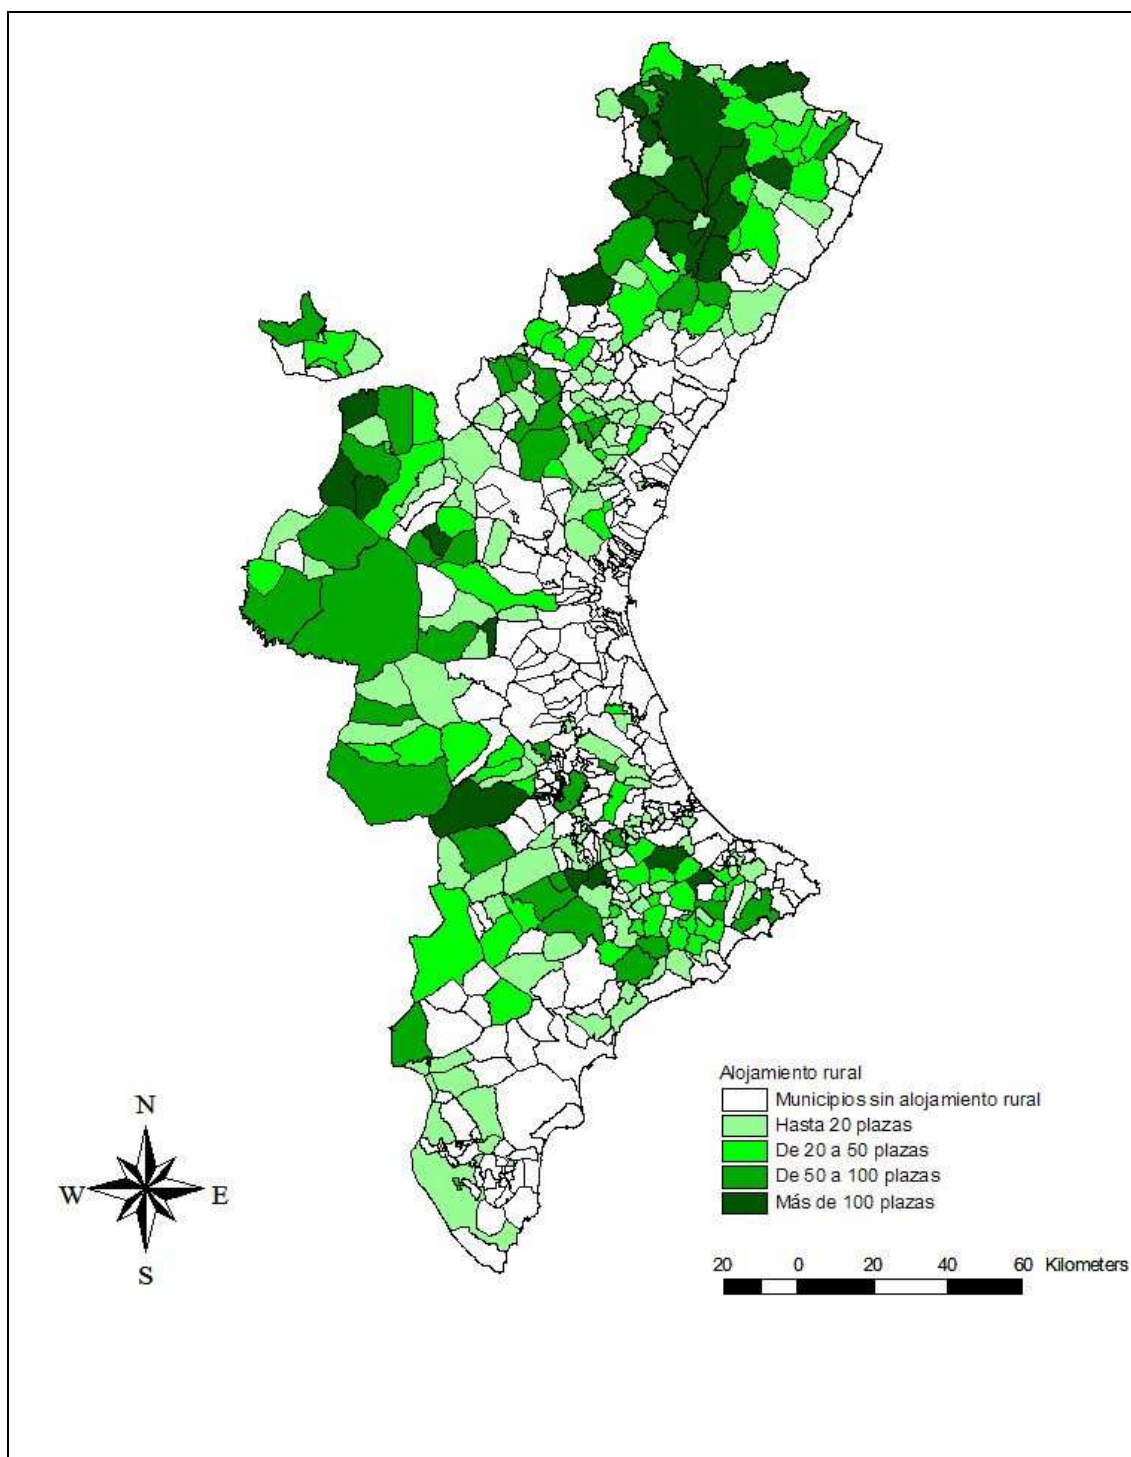 Alojamiento rural
Municipios sin alojamiento rural
Hasta 20 plazas
De 20 a 50 plazas
De 50 a 100 plazas
Más de 100 plazas
N
W E
S
20 0 20 40 60 Kilometers